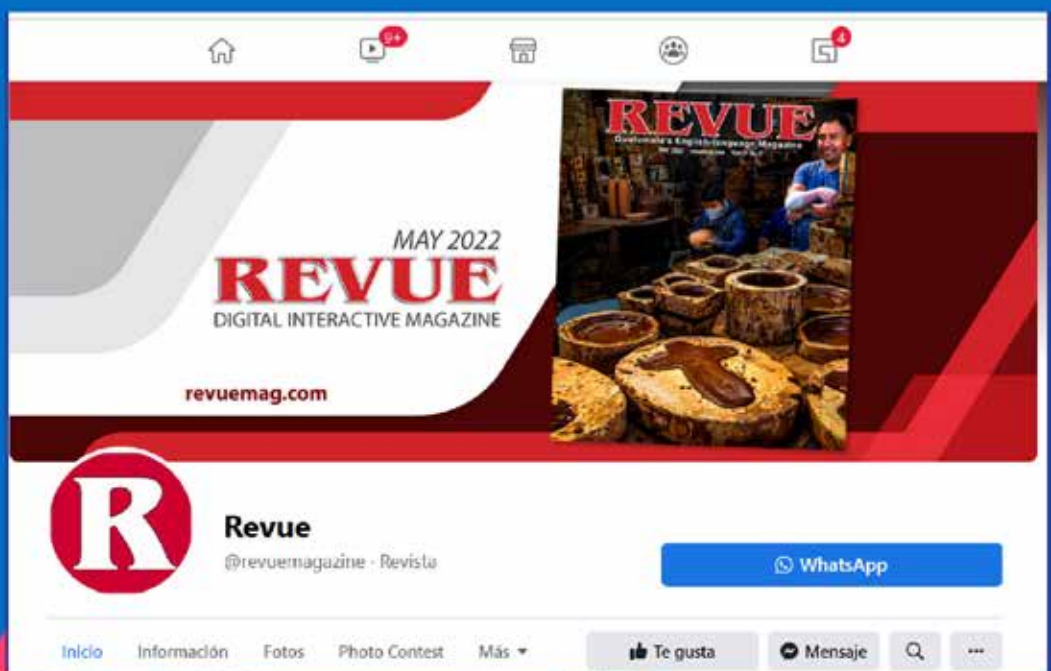 9+
4
REVUE
Guatemala's English-language Magazine
MAY 2022
REVUE
DIGITAL INTERACTIVE MAGAZINE
revuemag.com
R
Revue
@revuemagazine - Revista
WhatsApp
Inicio Información Fotos Photo Contest Más Te gusta Mensaje